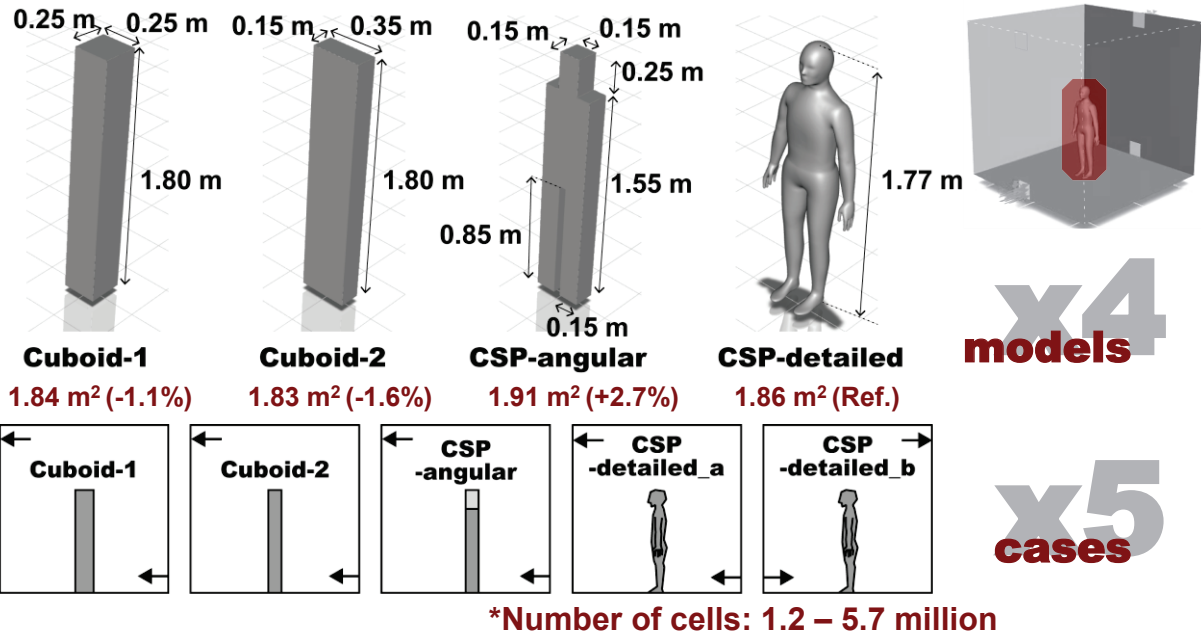 0.25 m 0.25 m
1.80 m
0.15 m 0.35 m
1.80 m
0.15 m 0.15 m
0.25 m
1.55 m
0.85 m
0.15 m
1.77 m
Cuboid-1
Cuboid-2
CSP-angular
CSP-detailed
1.84 m² (-1.1%)
1.83 m² (-1.6%)
1.91 m² (+2.7%)
1.86 m² (Ref.)
x4
models
Cuboid-1
Cuboid-2
CSP
-angular
CSP
-detailed_a
CSP
-detailed_b
x5
cases
*Number of cells: 1.2 – 5.7 million